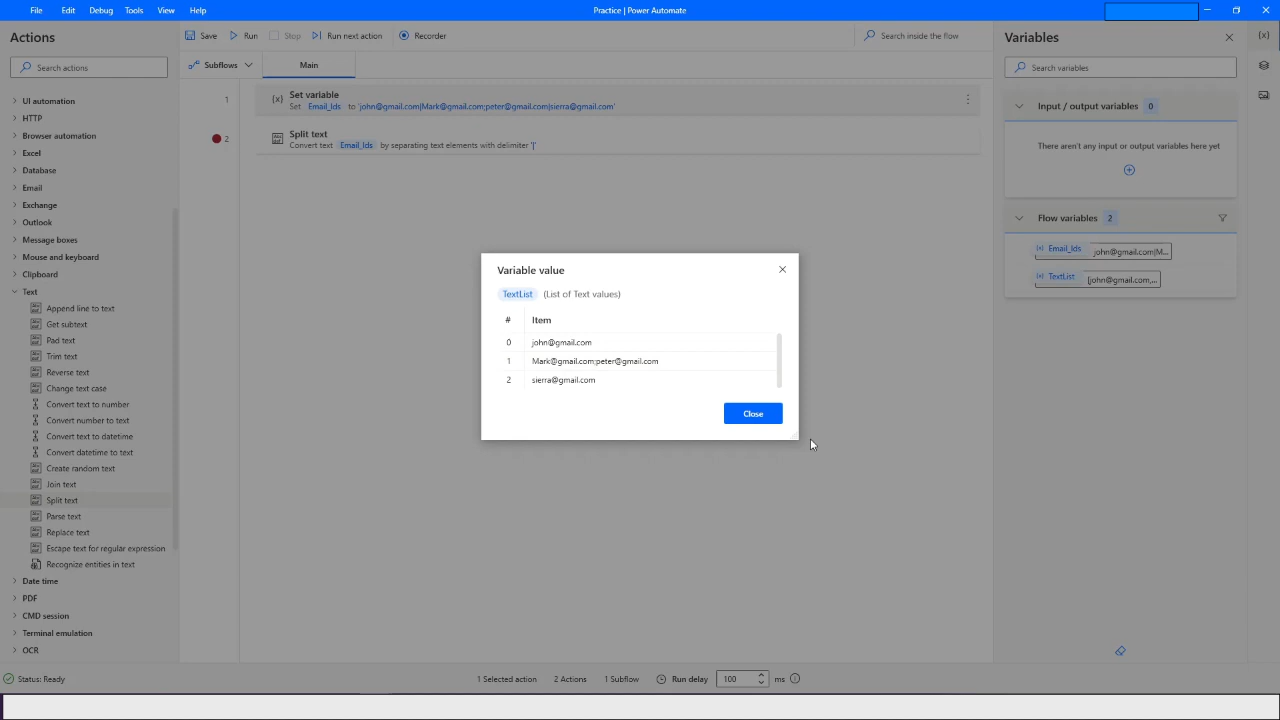 File Edit Debug Tools View Help
Practice | Power Automate
Actions
Search actions
UI automation
HTTP
Browser automation
Excel
Database
Email
Exchange
Outlook
Message boxes
Mouse and keyboard
Clipboard
Text
Append line to text
Get subtext
Pad text
Trim text
Reverse text
Change text case
Convert text to number
Convert number to text
Convert text to datetime
Convert datetime to text
Create random text
Join text
Split text
Parse text
Replace text
Escape text for regular expression
Recognize entities in text
Date time
PDF
CMD session
Terminal emulation
OCR
Save Run Stop Run next action Recorder
Search inside the flow
Subflows Main
1
Set variable
{x} Set Email_Ids to 'john@gmail.com|Mark@gmail.com;peter@gmail.com|sierra@gmail.com'
2
Split text
Convert text Email_Ids by separating text elements with delimiter '|'
Variable value
TextList (List of Text values)
# Item
0 john@gmail.com
1 Mark@gmail.com;peter@gmail.com
2 sierra@gmail.com
Close
Variables
{x}
Search variables
Input / output variables 0
There aren't any input or output variables here yet
Flow variables 2
{x} Email_Ids john@gmail.com|M...
{x} TextList [john@gmail.com,...
Status: Ready
1 Selected action 2 Actions 1 Subflow Run delay 100 ms